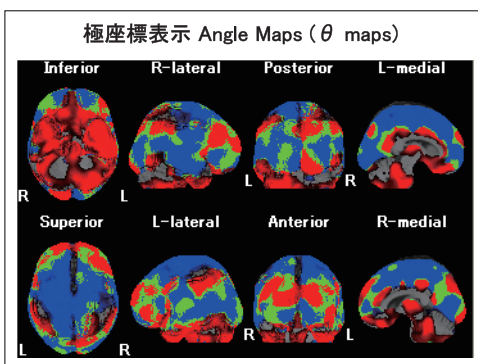 極座標表示 Angle Maps ( θ maps)
Inferior R-lateral Posterior L-medial
R L L R
Superior L-lateral Anterior R-medial
L R R L